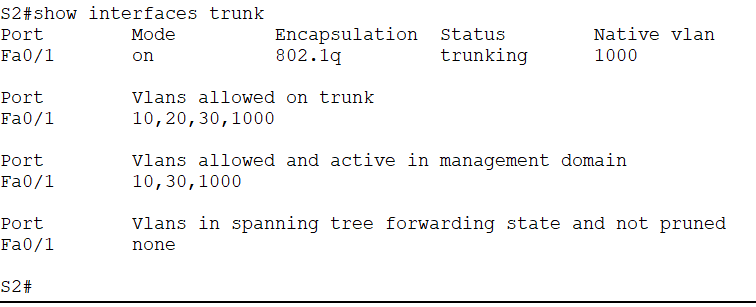 S2#show interfaces trunk
Port        Mode         Encapsulation  Status        Native vlan
Fa0/1       on           802.1q         trunking      1000
Port        Vlans allowed on trunk
Fa0/1       10,20,30,1000
Port        Vlans allowed and active in management domain
Fa0/1       10,30,1000
Port        Vlans in spanning tree forwarding state and not pruned
Fa0/1       none
S2#